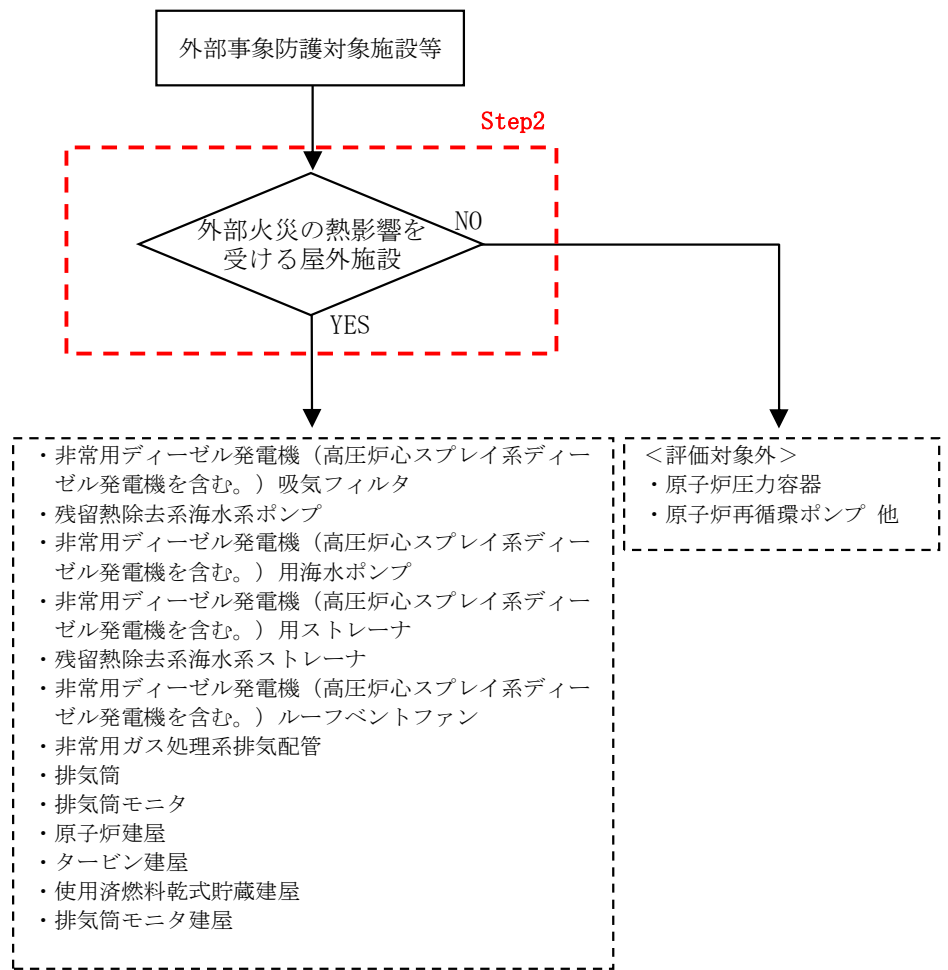 外部事象防護対象施設等
Step2
外部火災の熱影響を
受ける屋外施設
NO
YES
・非常用ディーゼル発電機（高圧炉心スプレイ系ディー
ゼル発電機を含む。）吸気フィルタ
・残留熱除去系海水系ポンプ
・非常用ディーゼル発電機（高圧炉心スプレイ系ディー
ゼル発電機を含む。）用海水ポンプ
・非常用ディーゼル発電機（高圧炉心スプレイ系ディー
ゼル発電機を含む。）用ストレーナ
・残留熱除去系海水系ストレーナ
・非常用ディーゼル発電機（高圧炉心スプレイ系ディー
ゼル発電機を含む。）ルーフベントファン
・非常用ガス処理系排気配管
・排気筒
・排気筒モニタ
・原子炉建屋
・タービン建屋
・使用済燃料乾式貯蔵建屋
・排気筒モニタ建屋
＜評価対象外＞
・原子炉圧力容器
・原子炉再循環ポンプ 他